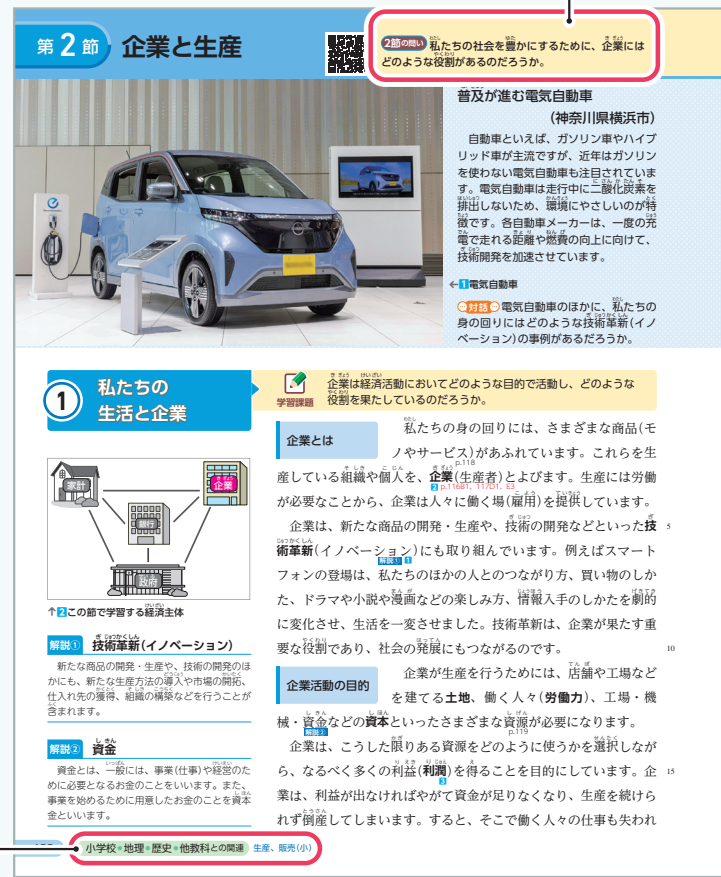 第2節 企業と生産
2節の問い 私たちの社会を豊かにするために、企業には
どのような役割があるのだろうか。
普及が進む電気自動車
(神奈川県横浜市)
自動車といえば、ガソリン車やハイブ
リッド車が主流ですが、近年はガソリン
を使わない電気自動車も注目されていま
す。電気自動車は走行中に二酸化炭素を
排出しないため、環境にやさしいのが特
徴です。各自動車メーカーは、一度の充
電で走れる距離や燃費の向上に向けて、
技術開発を加速させています。
←1電気自動車
対話 電気自動車のほかに、私たちの
身の回りにはどのような技術革新(イノ
ベーション)の事例があるだろうか。
1 私たちの
生活と企業
学習課題 企業は経済活動においてどのような目的で活動し、どのような
役割を果たしているのだろうか。
家計
企業
銀行
政府
↑2この節で学習する経済主体
解説① 技術革新(イノベーション)
新たな商品の開発・生産や、技術の開発のほ
かにも、新たな生産方法の導入や市場の開拓、
仕入れ先の獲得、組織の構築などを行うことが
含まれます。
解説② 資金
資金とは、一般には、事業(仕事)や経営のた
めに必要となるお金のことをいいます。また、
事業を始めるために用意したお金のことを資本
金といいます。
企業とは
私たちの身の回りには、さまざまな商品(モ
ノやサービス)があふれています。これらを生
産している組織や個人を、企業(生産者)とよびます。生産には労働
p.118
2 p.116B1、117D1、E3
が必要なことから、企業は人々に働く場(雇用)を提供しています。
企業は、新たな商品の開発・生産や、技術の開発などといった技 5
術革新(イノベーション)にも取り組んでいます。例えばスマート
解説① 1
フォンの登場は、私たちのほかの人とのつながり方、買い物のしか
た、ドラマや小説や漫画などの楽しみ方、情報入手のしかたを劇的
に変化させ、生活を一変させました。技術革新は、企業が果たす重
要な役割であり、社会の発展にもつながるのです。 10
企業活動の目的
企業が生産を行うためには、店舗や工場など
を建てる土地、働く人々(労働力)、工場・機
械・資金などの資本といったさまざまな資源が必要になります。
解説② p.119
企業は、こうした限りある資源をどのように使うかを選択しなが
ら、なるべく多くの利益(利潤)を得ることを目的にしています。企 15
3
業は、利益が出なければやがて資金が足りなくなり、生産を続けら
れず倒産してしまいます。すると、そこで働く人々の仕事も失われ
小学校・地理・歴史・他教科との関連 生産、販売(小)